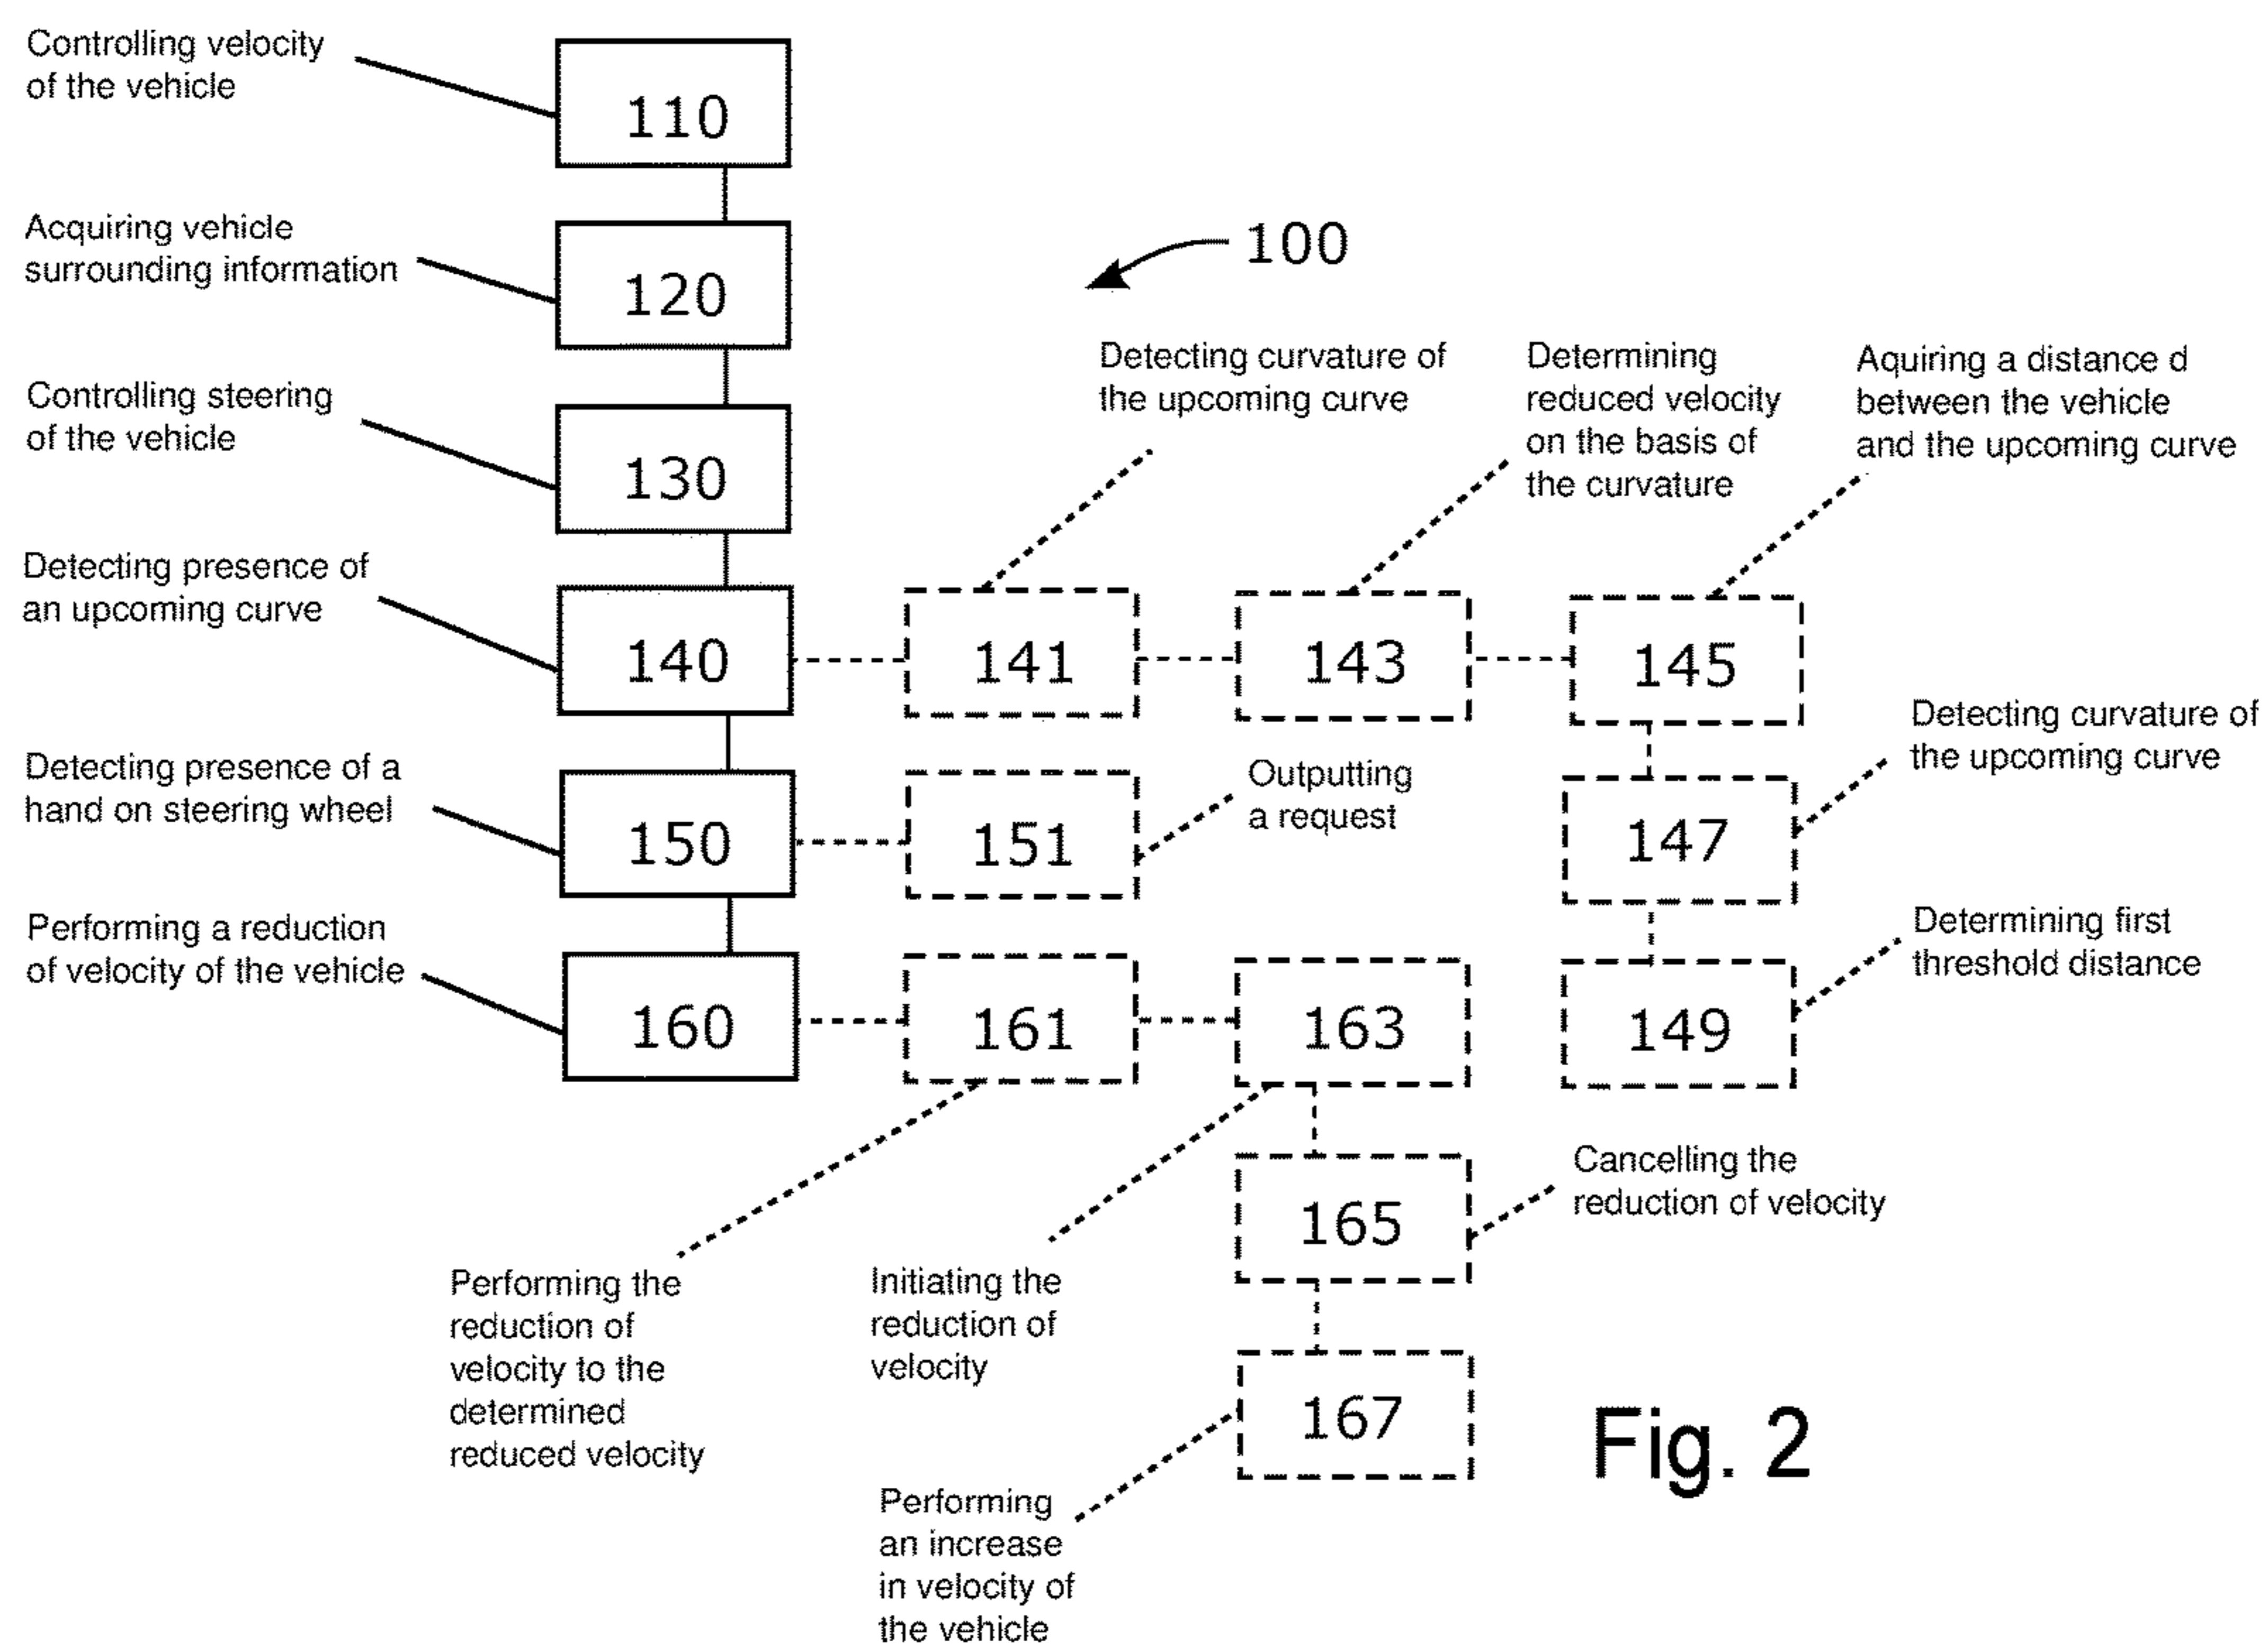 Controlling velocity
of the vehicle
110
Acquiring vehicle
surrounding information
120
100
Controlling steering
of the vehicle
130
Detecting curvature of
the upcoming curve
Determining
reduced velocity
on the basis of
the curvature
Aquiring a distance d
between the vehicle
and the upcoming curve
Detecting presence of
an upcoming curve
140
141
143
145
Detecting presence of a
hand on steering wheel
150
151
Outputting
a request
147
Detecting curvature of
the upcoming curve
Performing a reduction
of velocity of the vehicle
160
161
163
149
Determining first
threshold distance
165
Cancelling the
reduction of velocity
Performing the
reduction of
velocity to the
determined
reduced velocity
Initiating the
reduction of
velocity
167
Performing
an increase
in velocity of
the vehicle
Fig. 2